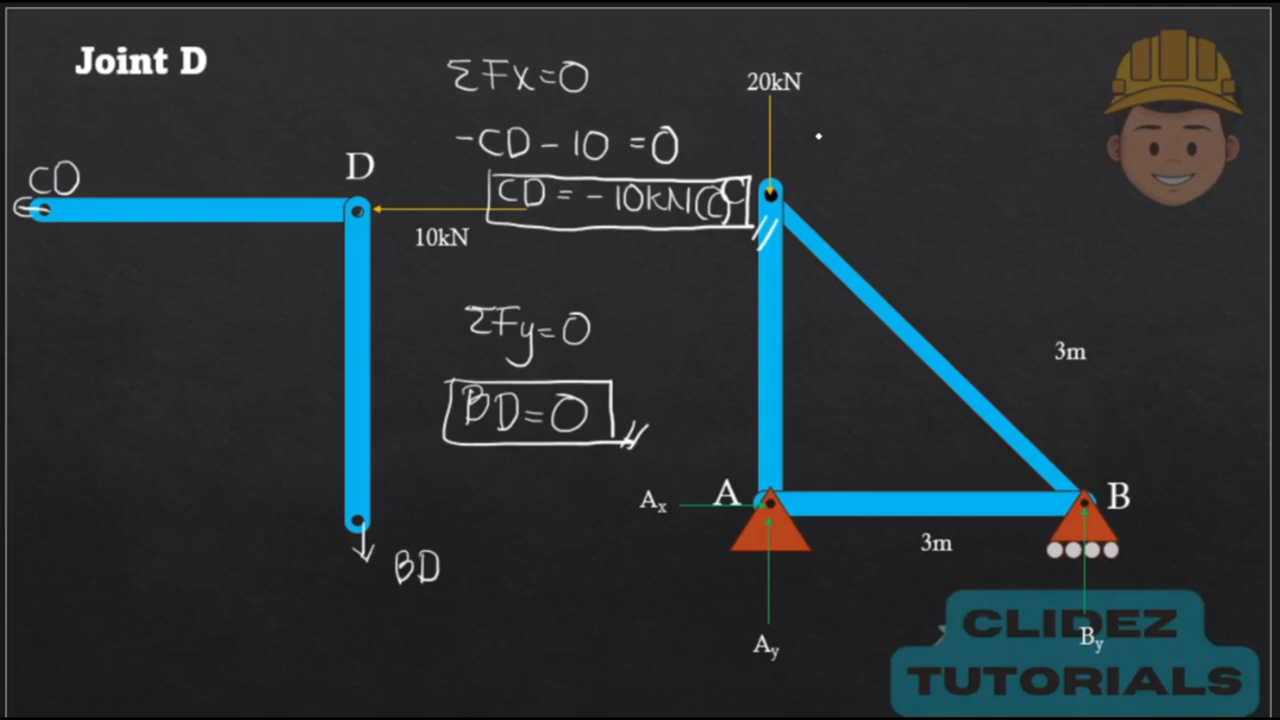 Joint D
ΣFx=0
-CD-10=0
CD=-10kN(C)
CD
D
10kN
ΣFy=0
BD=0
BD
20kN
C
3m
A
B
Ax
3m
Ay
By
CLIDEZ
TUTORIALS